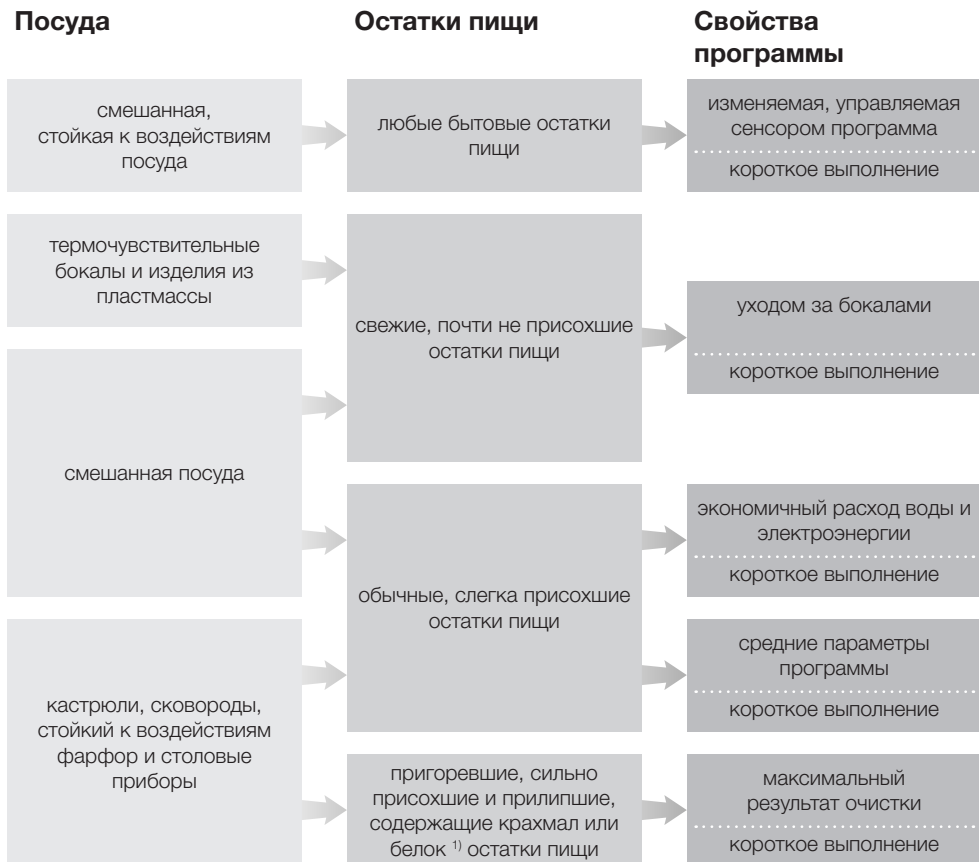 Посуда
Остатки пищи
Свойства
программы
смешанная,
стойкая к воздействиям
посуда
любые бытовые остатки
пищи
изменяемая, управляемая
сенсором программа
короткое выполнение
термочувствительные
бокалы и изделия из
пластмассы
свежие, почти не присохшие
остатки пищи
уходом за бокалами
короткое выполнение
смешанная посуда
обычные, слегка присохшие
остатки пищи
экономичный расход воды и
электроэнергии
короткое выполнение
средние параметры
программы
короткое выполнение
кастрюли, сковороды,
стойкий к воздействиям
фарфор и столовые
приборы
пригоревшие, сильно
присохшие и прилипшие,
содержащие крахмал или
белок 1) остатки пищи
максимальный
результат очистки
короткое выполнение